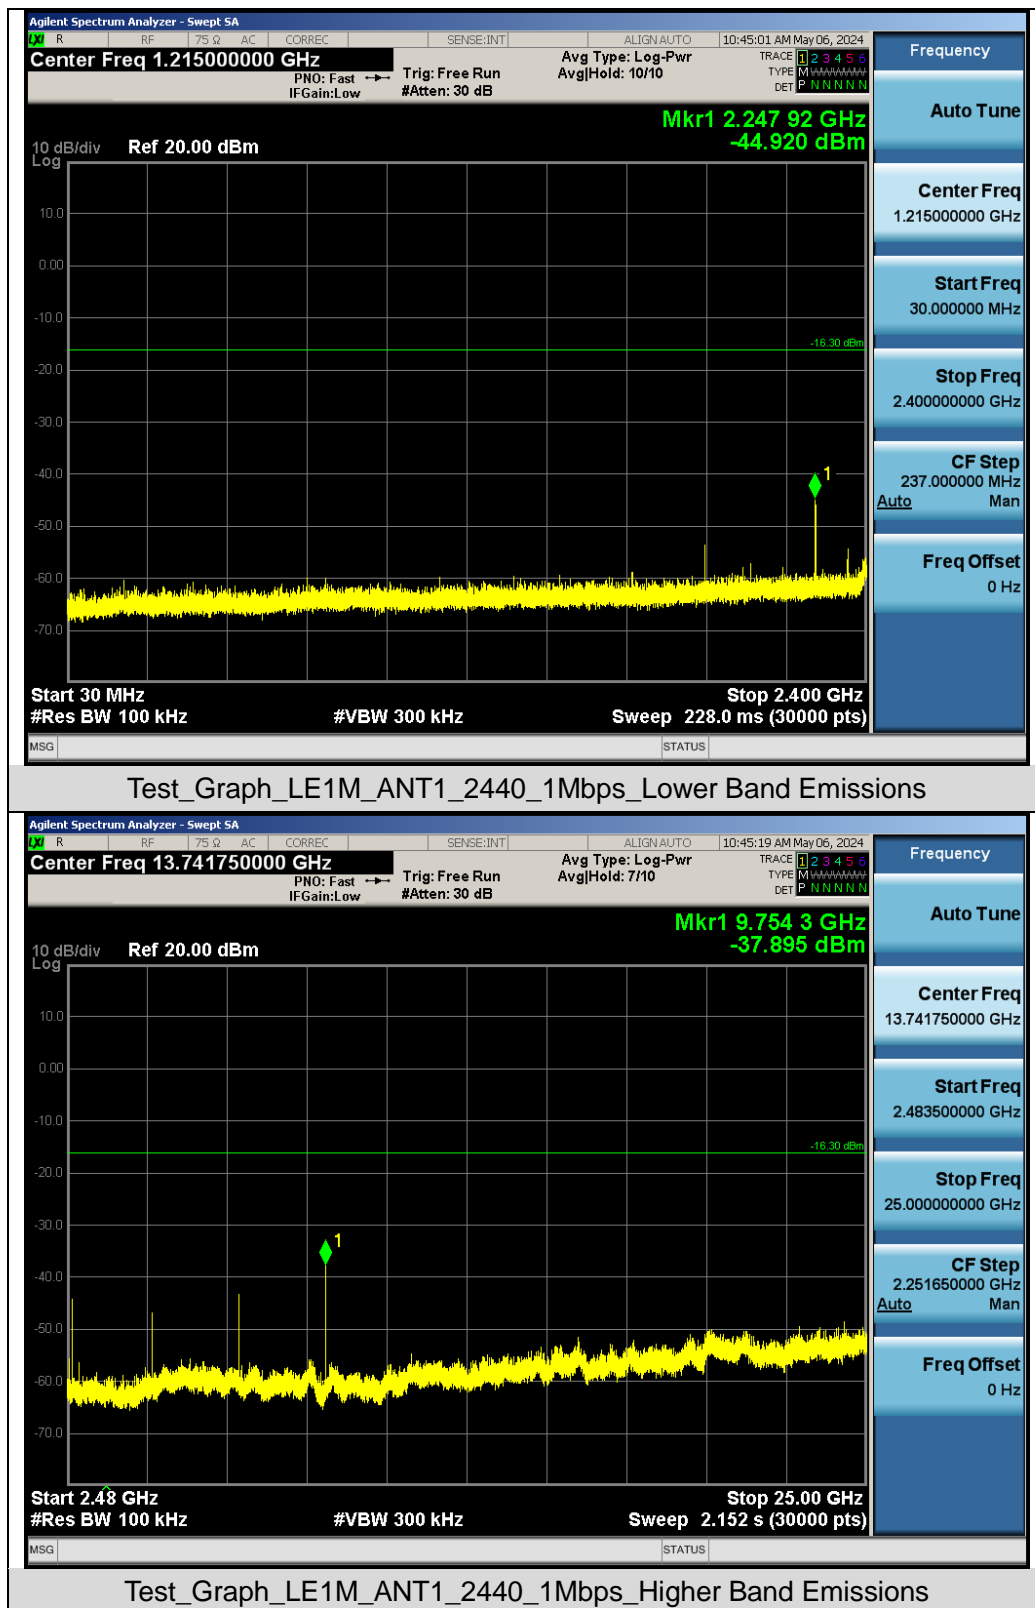 Agilent Spectrum Analyzer - Swept SA
LXI R RF 75 Ω AC CORREC SENSE:INT ALIGN AUTO 10:45:01 AM May 06, 2024
Center Freq 1.215000000 GHz
PNO: Fast Trig: Free Run Avg Type: Log-Pwr TRACE 1 2 3 4 5 6
IFGain:Low #Atten: 30 dB Avg|Hold: 10/10 TYPE M
DET P N N N N N
Mkr1 2.247 92 GHz
-44.920 dBm
10 dB/div Ref 20.00 dBm
Log
10.0
0.00
-10.0
-16.30 dBm
-20.0
-30.0
-40.0
1
-50.0
-60.0
-70.0
Start 30 MHz Stop 2.400 GHz
#Res BW 100 kHz #VBW 300 kHz Sweep 228.0 ms (30000 pts)
MSG STATUS
Frequency
Auto Tune
Center Freq
1.215000000 GHz
Start Freq
30.000000 MHz
Stop Freq
2.400000000 GHz
CF Step
237.000000 MHz
Auto Man
Freq Offset
0 Hz
Test_Graph_LE1M_ANT1_2440_1Mbps_Lower Band Emissions
Agilent Spectrum Analyzer - Swept SA
LXI R RF 75 Ω AC CORREC SENSE:INT ALIGN AUTO 10:45:19 AM May 06, 2024
Center Freq 13.741750000 GHz
PNO: Fast Trig: Free Run Avg Type: Log-Pwr TRACE 1 2 3 4 5 6
IFGain:Low #Atten: 30 dB Avg|Hold: 7/10 TYPE M
DET P N N N N N
Mkr1 9.754 3 GHz
-37.895 dBm
10 dB/div Ref 20.00 dBm
Log
10.0
0.00
-10.0
-16.30 dBm
-20.0
-30.0
1
-40.0
-50.0
-60.0
-70.0
Start 2.48 GHz Stop 25.00 GHz
#Res BW 100 kHz #VBW 300 kHz Sweep 2.152 s (30000 pts)
MSG STATUS
Frequency
Auto Tune
Center Freq
13.741750000 GHz
Start Freq
2.483500000 GHz
Stop Freq
25.000000000 GHz
CF Step
2.251650000 GHz
Auto Man
Freq Offset
0 Hz
Test_Graph_LE1M_ANT1_2440_1Mbps_Higher Band Emissions